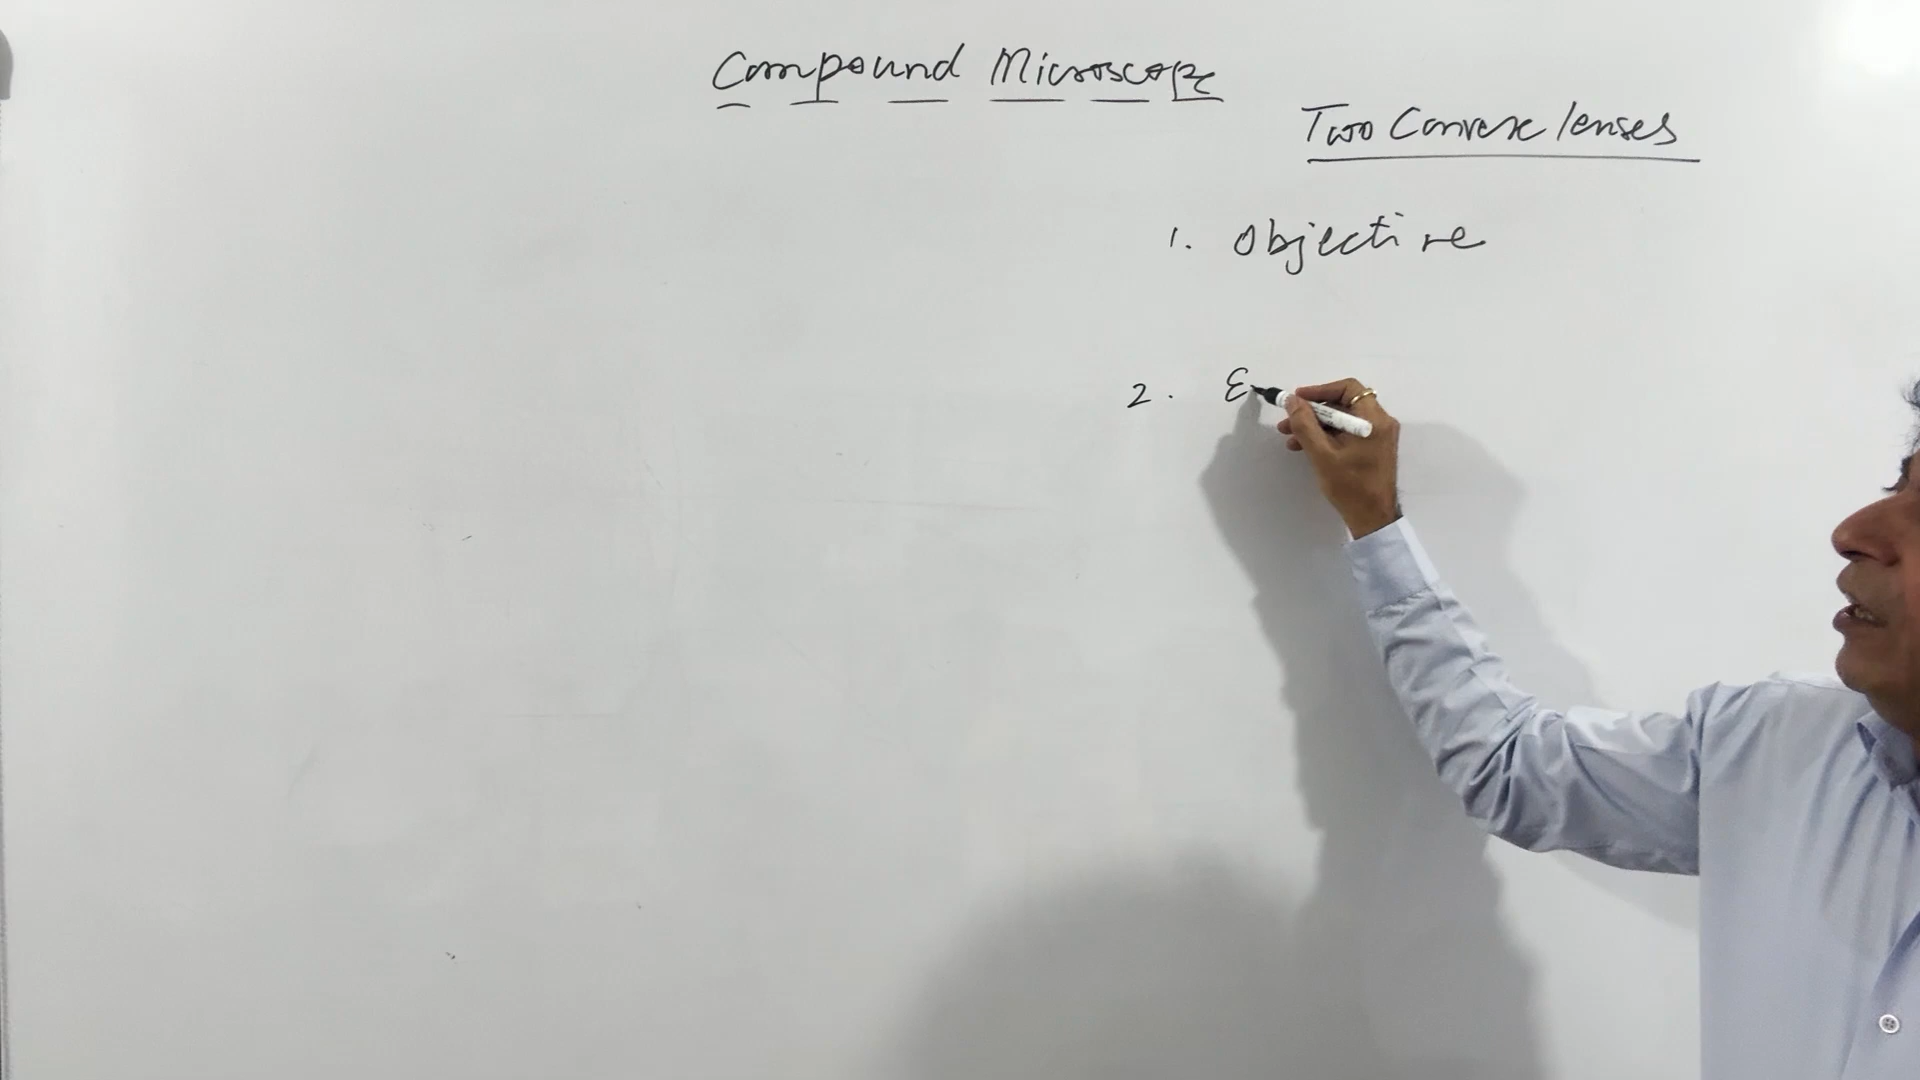 Compound Microscope
Two Convex lenses
1. Objective
2. E